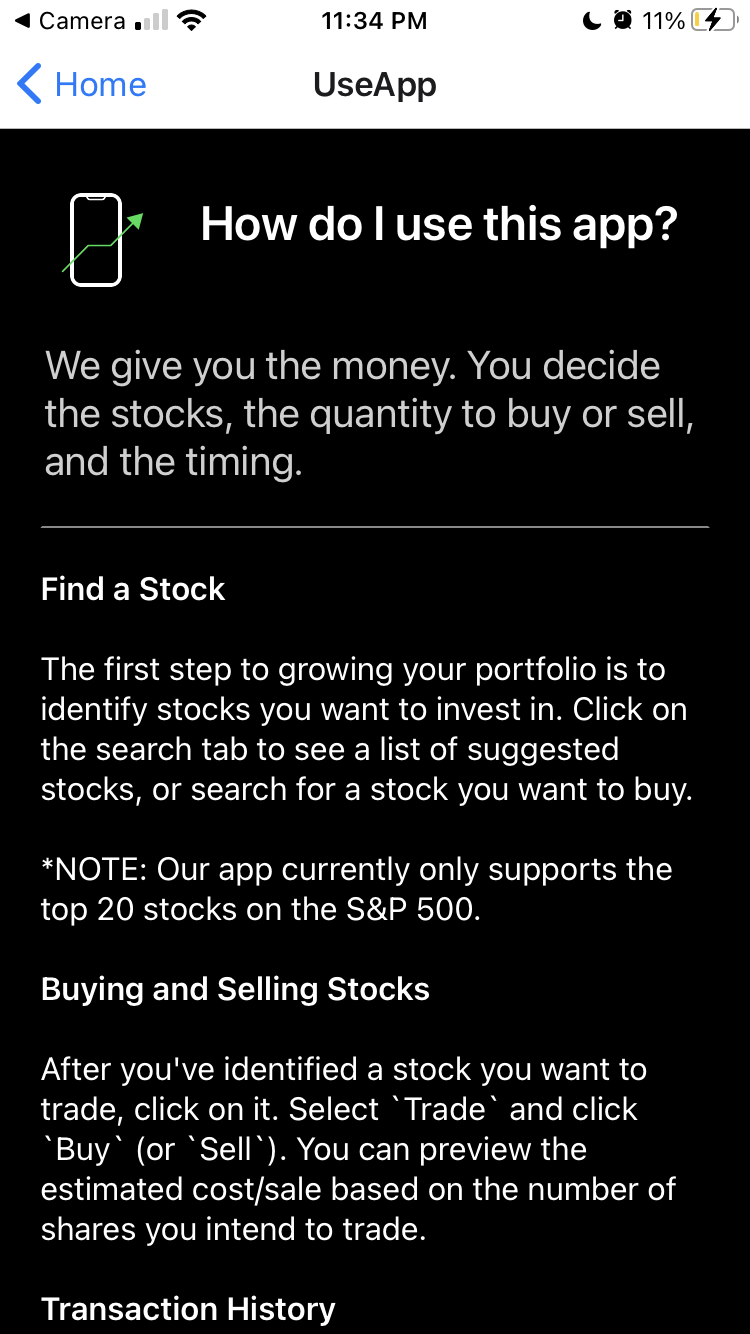 Camera 11:34 PM 11%
Home UseApp
How do I use this app?
We give you the money. You decide
the stocks, the quantity to buy or sell,
and the timing.
Find a Stock
The first step to growing your portfolio is to
identify stocks you want to invest in. Click on
the search tab to see a list of suggested
stocks, or search for a stock you want to buy.
*NOTE: Our app currently only supports the
top 20 stocks on the S&P 500.
Buying and Selling Stocks
After you've identified a stock you want to
trade, click on it. Select `Trade` and click
`Buy` (or `Sell`). You can preview the
estimated cost/sale based on the number of
shares you intend to trade.
Transaction History